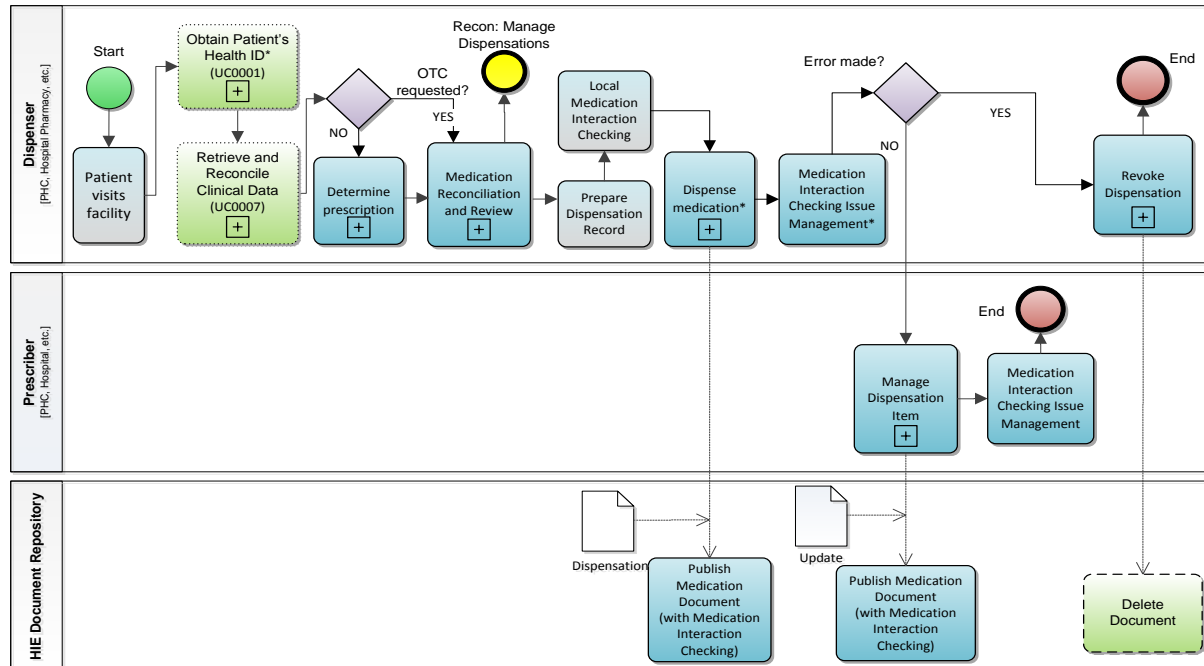 Dispenser
[PHC, Hospital Pharmacy, etc.]
Start
Patient
visits
facility
Obtain Patient's
Health ID*
(UC0001)
Retrieve and
Reconcile
Clinical Data
(UC0007)
OTC
requested?
NO
YES
Determine
prescription
Recon: Manage
Dispensations
Medication
Reconciliation
and Review
Local
Medication
Interaction
Checking
Prepare
Dispensation
Record
Dispense
medication*
Medication
Interaction
Checking Issue
Management*
Error made?
NO
YES
End
Revoke
Dispensation
Prescriber
[PHC, Hospital, etc.]
Manage
Dispensation
Item
End
Medication
Interaction
Checking Issue
Management
HIE Document Repository
Dispensation
Publish
Medication
Document
(with Medication
Interaction
Checking)
Update
Publish Medication
Document
(with Medication
Interaction
Checking)
Delete
Document